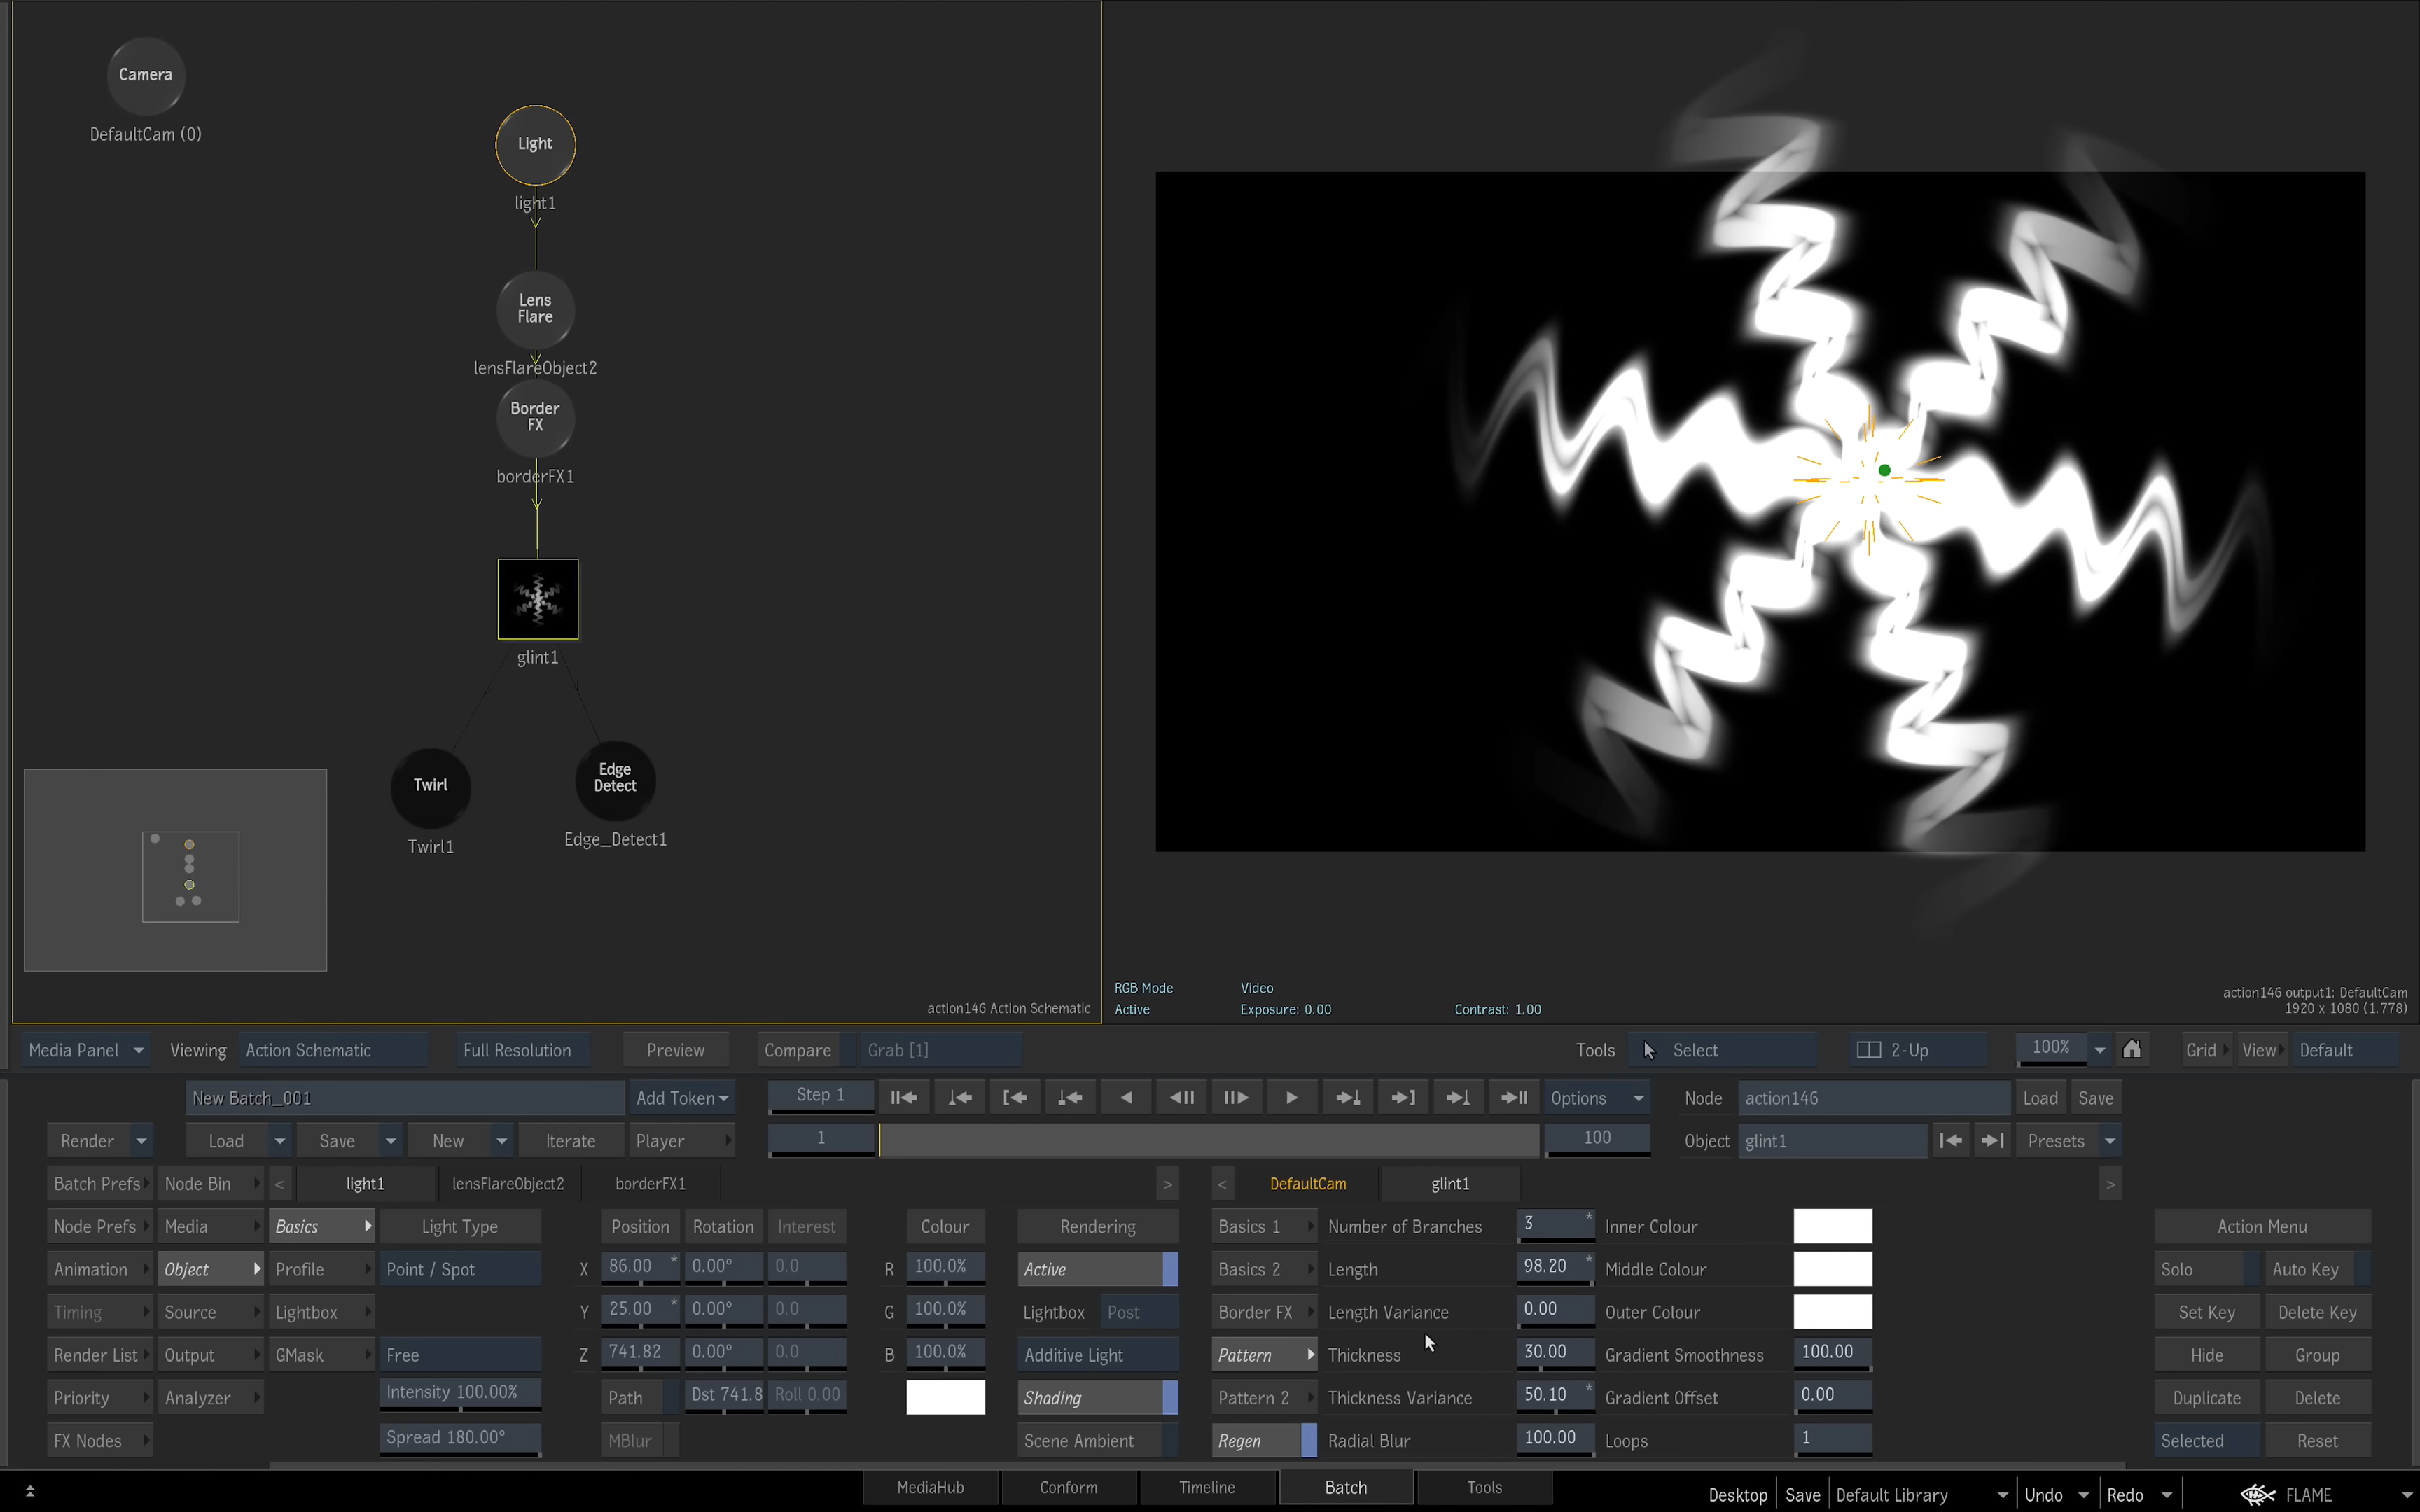 Camera
DefaultCam (0)
Light
light1
Lens
Flare
lensFlareObject2
Border
FX
borderFX1
glint1
Twirl
Twirl1
Edge
Detect
Edge_Detect1
action146 Action Schematic
RGB Mode
Video
Active
Exposure: 0.00
Contrast: 1.00
action146 output1: DefaultCam
1920 x 1080 (1.778)
Media Panel
Viewing
Action Schematic
Full Resolution
Preview
Compare
Grab [1]
Tools
Select
2-Up
100%
Grid
View
Default
New Batch_001
Add Token
Step 1
Options
Node
action146
Load
Save
Render
Load
Save
New
Iterate
Player
1
100
Object
glint1
Presets
Batch Prefs
Node Bin
<
light1
lensFlareObject2
borderFX1
>
<
DefaultCam
glint1
>
Node Prefs
Media
Basics
Light Type
Position
Rotation
Interest
Colour
Rendering
Basics 1
Number of Branches
3
*
Inner Colour
Action Menu
Animation
Object
Profile
Point / Spot
X
86.00 *
0.00°
0.0
R
100.0%
Active
Basics 2
Length
98.20 *
Middle Colour
Solo
Auto Key
Timing
Source
Lightbox
Y
25.00 *
0.00°
0.0
G
100.0%
Lightbox
Post
Border FX
Length Variance
0.00
Outer Colour
Set Key
Delete Key
Render List
Output
GMask
Free
Z
741.82
0.00°
0.0
B
100.0%
Additive Light
Pattern
Thickness
30.00
Gradient Smoothness
100.00
Hide
Group
Priority
Analyzer
Intensity 100.00%
Path
Dst 741.8
Roll 0.00
Shading
Pattern 2
Thickness Variance
50.10 *
Gradient Offset
0.00
Duplicate
Delete
FX Nodes
Spread 180.00°
MBlur
Scene Ambient
Regen
Radial Blur
100.00
Loops
1
Selected
Reset
MediaHub
Conform
Timeline
Batch
Tools
Desktop
Save
Default Library
Undo
Redo
FLAME